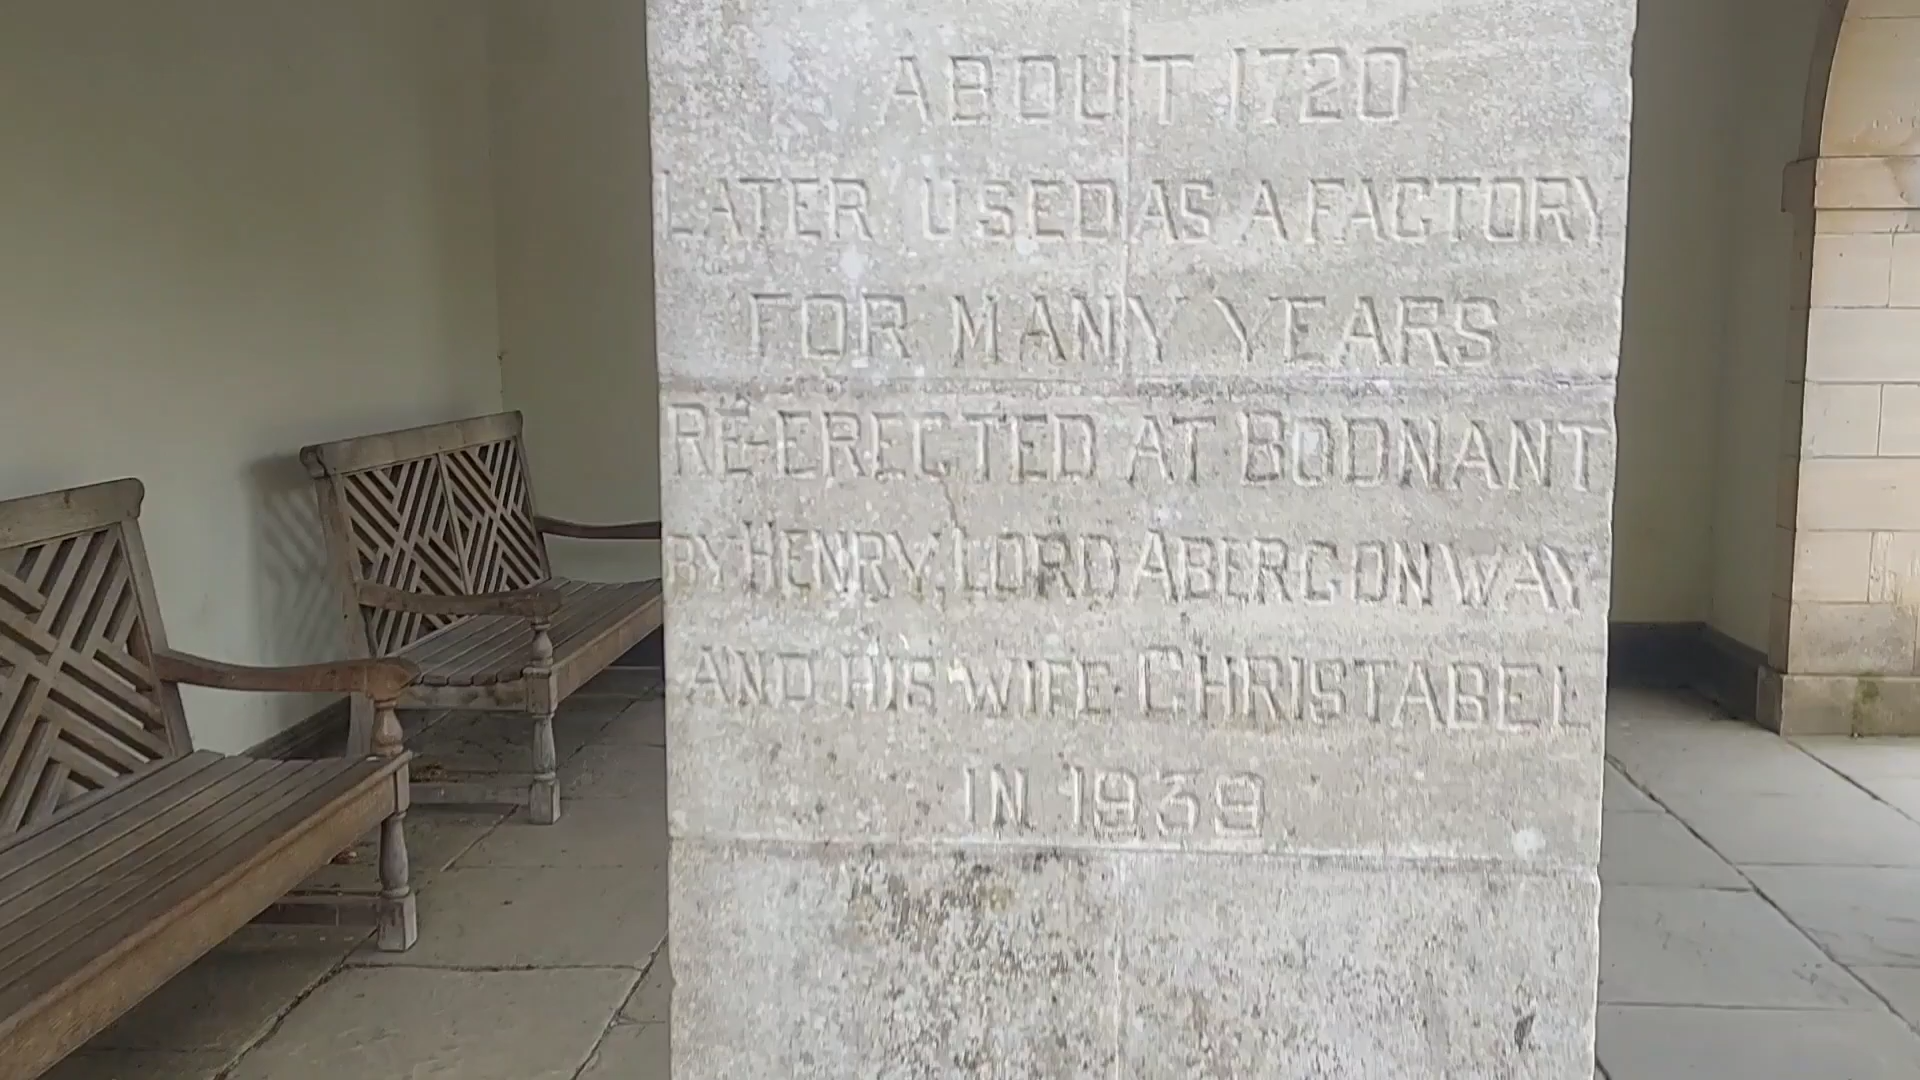 ABOUT 1720
LATER USED AS A FACTORY
FOR MANY YEARS
RE-ERECTED AT BODNANT
BY HENRY, LORD ABERCONWAY
AND HIS WIFE CHRISTABEL
IN 1939